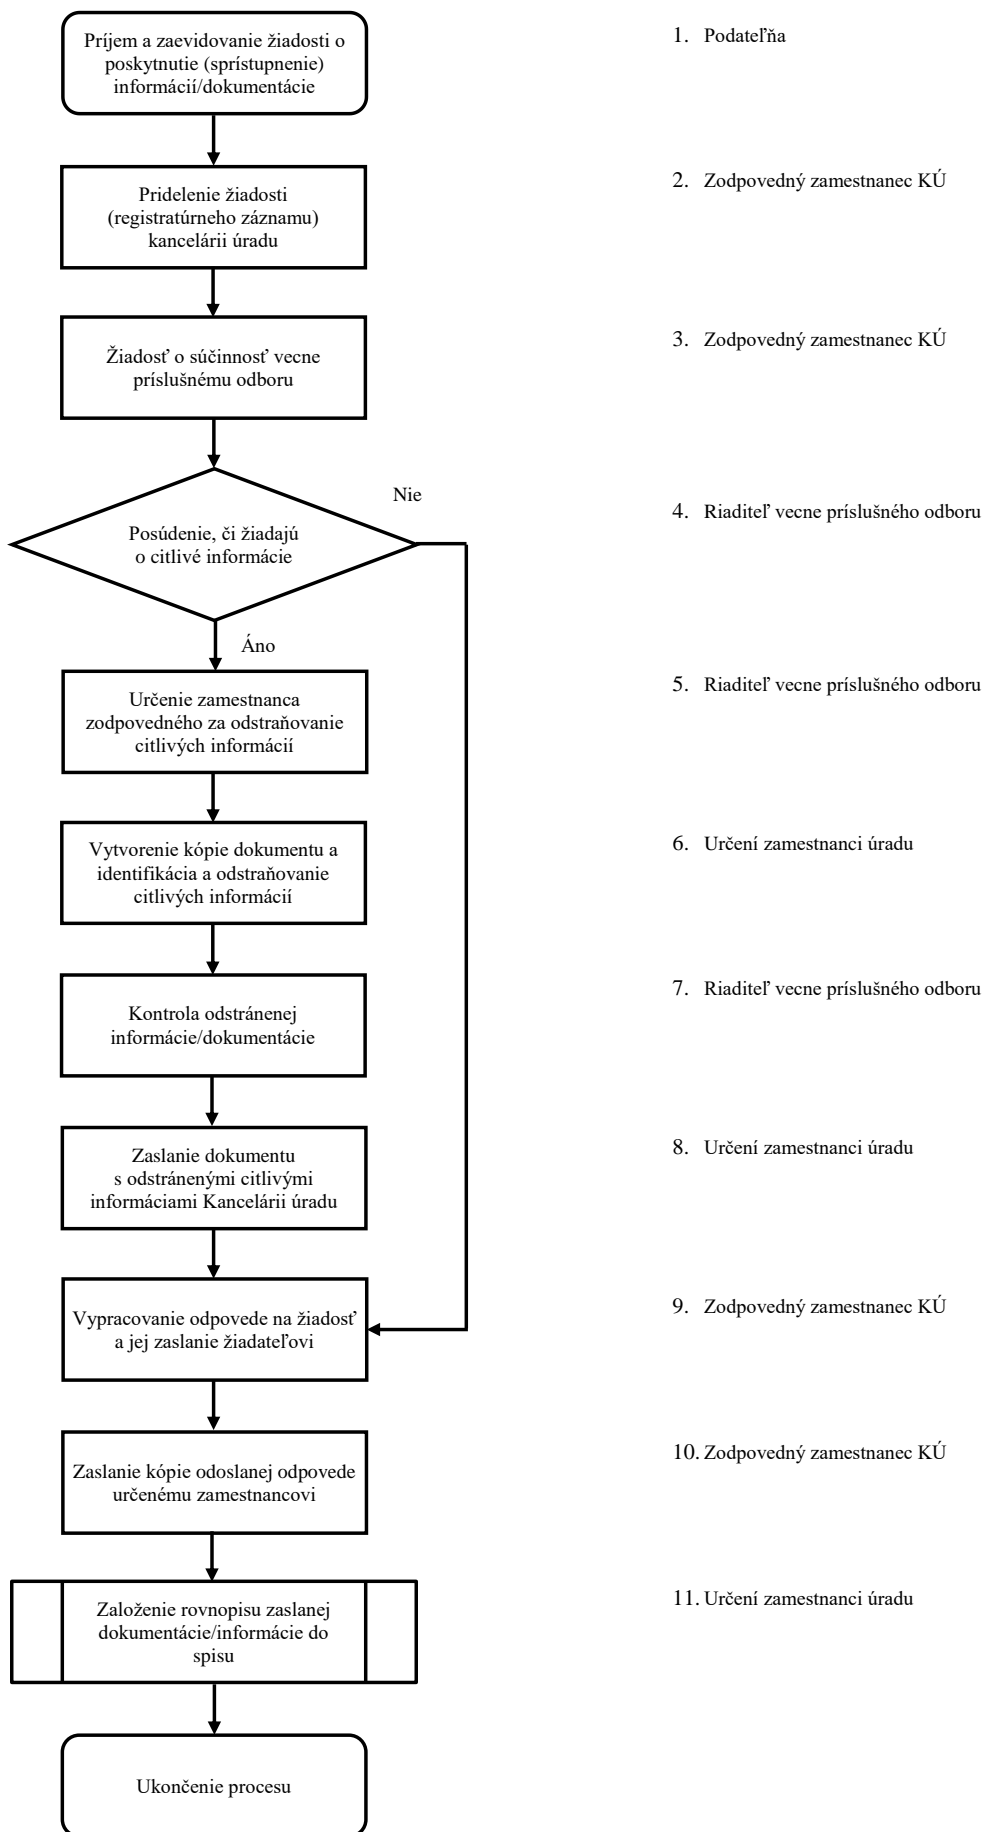 Príjem a zaevidovanie žiadosti o
poskytnutie (sprístupnenie)
informácií/dokumentácie
1. Podateľňa
Pridelenie žiadosti
(registratúrneho záznamu)
kancelárii úradu
2. Zodpovedný zamestnanec KÚ
Žiadosť o súčinnosť vecne
príslušnému odboru
3. Zodpovedný zamestnanec KÚ
Nie
Posúdenie, či žiadajú
o citlivé informácie
4. Riaditeľ vecne príslušného odboru
Áno
Určenie zamestnanca
zodpovedného za odstraňovanie
citlivých informácií
5. Riaditeľ vecne príslušného odboru
Vytvorenie kópie dokumentu a
identifikácia a odstraňovanie
citlivých informácií
6. Určení zamestnanci úradu
Kontrola odstránenej
informácie/dokumentácie
7. Riaditeľ vecne príslušného odboru
Zaslanie dokumentu
s odstránenými citlivými
informáciami Kancelárii úradu
8. Určení zamestnanci úradu
Vypracovanie odpovede na žiadosť
a jej zaslanie žiadateľovi
9. Zodpovedný zamestnanec KÚ
Zaslanie kópie odoslanej odpovede
určenému zamestnancovi
10. Zodpovedný zamestnanec KÚ
Založenie rovnopisu zaslanej
dokumentácie/informácie do
spisu
11. Určení zamestnanci úradu
Ukončenie procesu